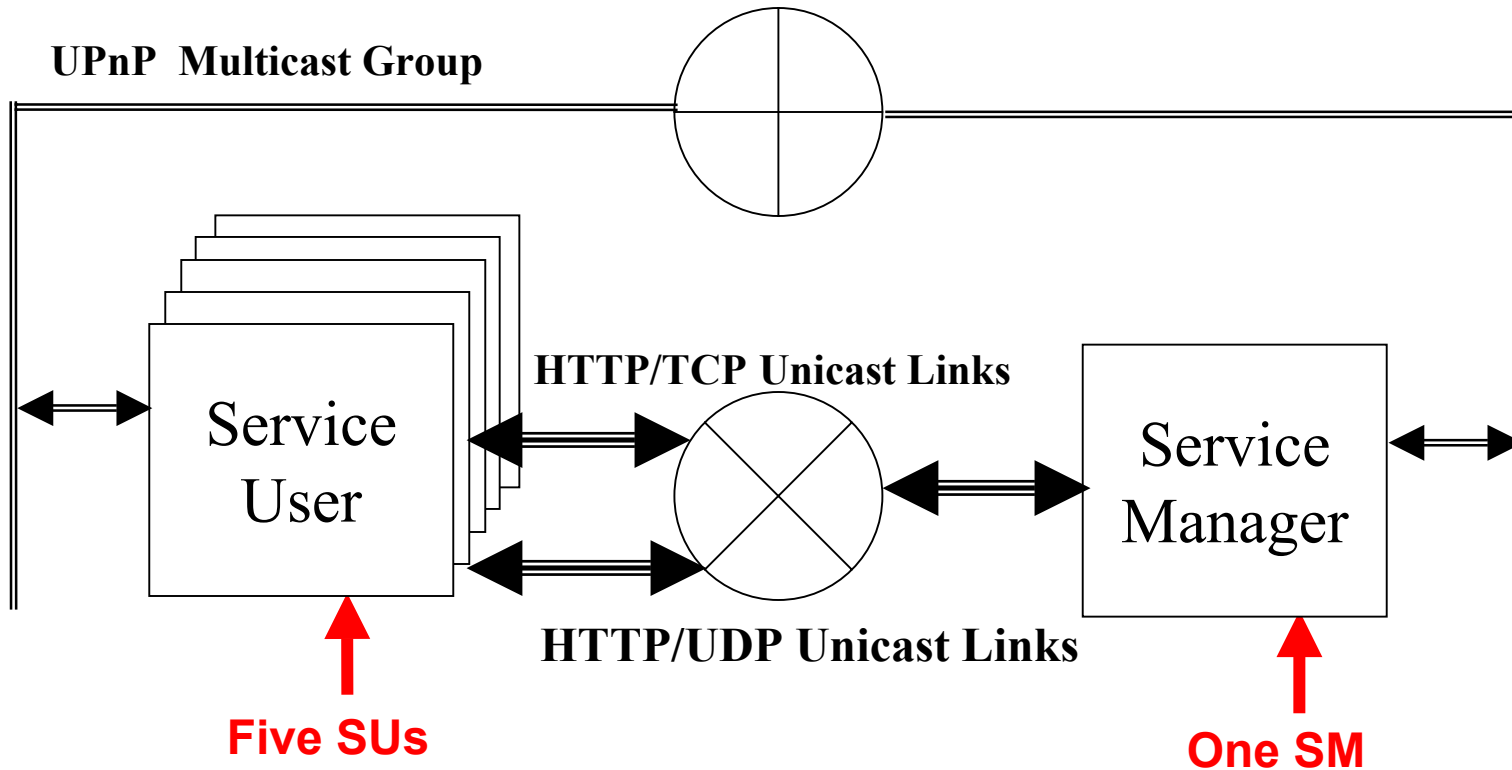 UPnP Multicast Group
HTTP/TCP Unicast Links
Service
User
Service
Manager
HTTP/UDP Unicast Links
Five SUs
One SM